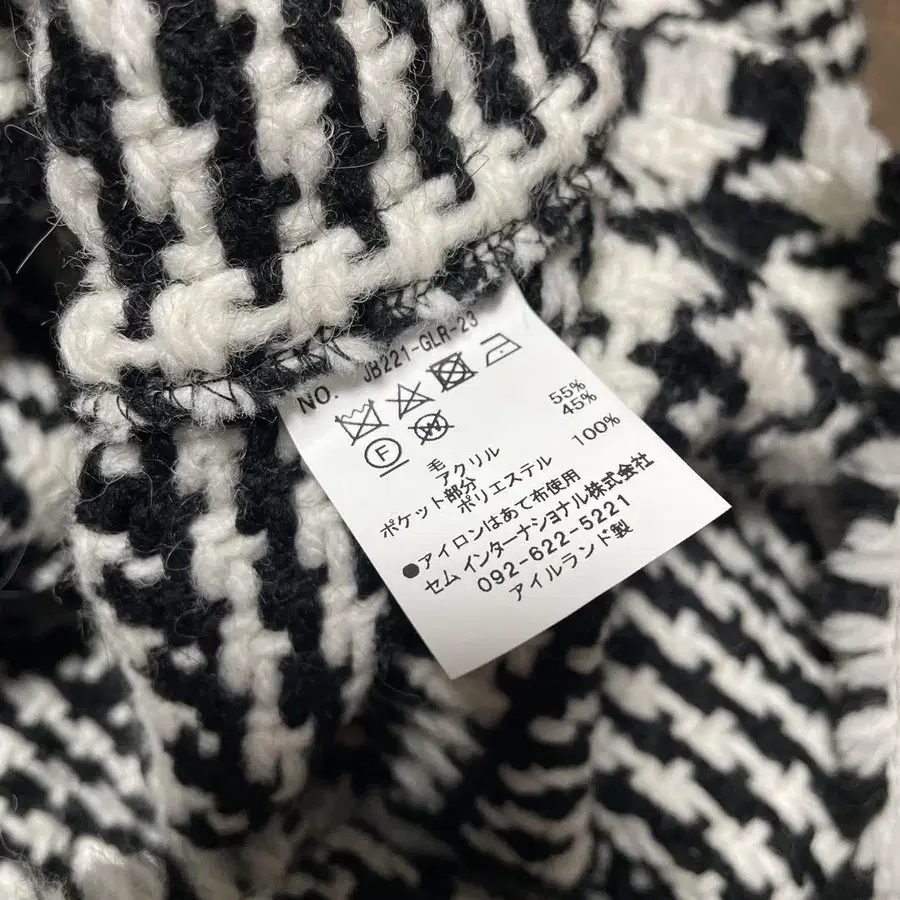 NO. JB221-GLR-23
F W
毛 55%
アクリル 45%
ポケット部分
ポリエステル 100%
●アイロンはあて布使用
セム インターナショナル株式会社
092-622-5221
アイルランド製